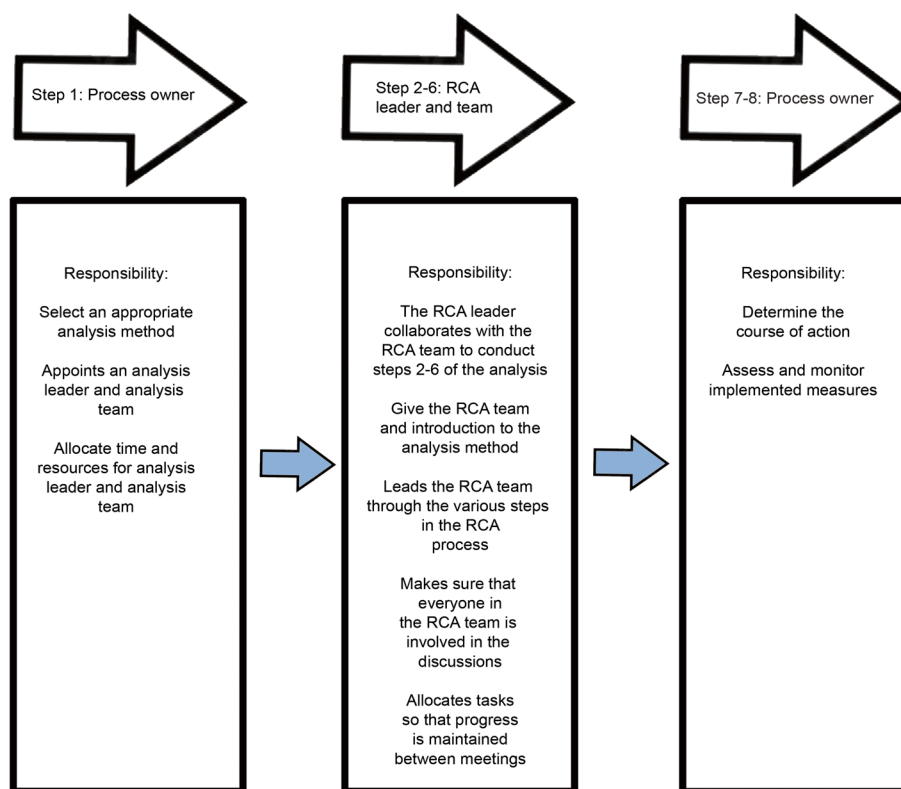 Step 1: Process owner
Step 2-6: RCA
leader and team
Step 7-8: Process owner
Responsibility:
Select an appropriate
analysis method
Appoints an analysis
leader and analysis
team
Allocate time and
resources for analysis
leader and analysis
team
Responsibility:
The RCA leader
collaborates with the
RCA team to conduct
steps 2-6 of the analysis
Give the RCA team
and introduction to the
analysis method
Leads the RCA team
through the various steps
in the RCA
process
Makes sure that
everyone in
the RCA team is
involved in the
discussions
Allocates tasks
so that progress
is maintained
between meetings
Responsibility:
Determine the
course of action
Assess and monitor
implemented measures